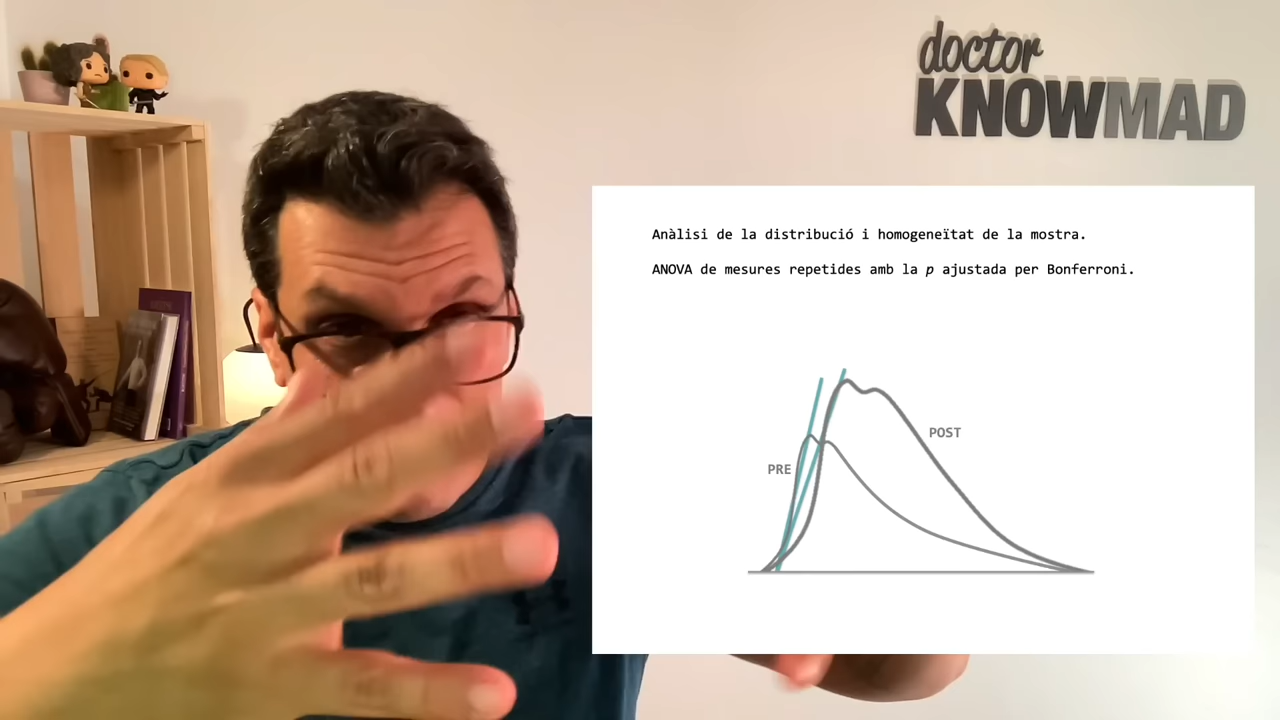 doctor
KNOWMAD
Anàlisi de la distribució i homogeneïtat de la mostra.
ANOVA de mesures repetides amb la p ajustada per Bonferroni.
POST
PRE